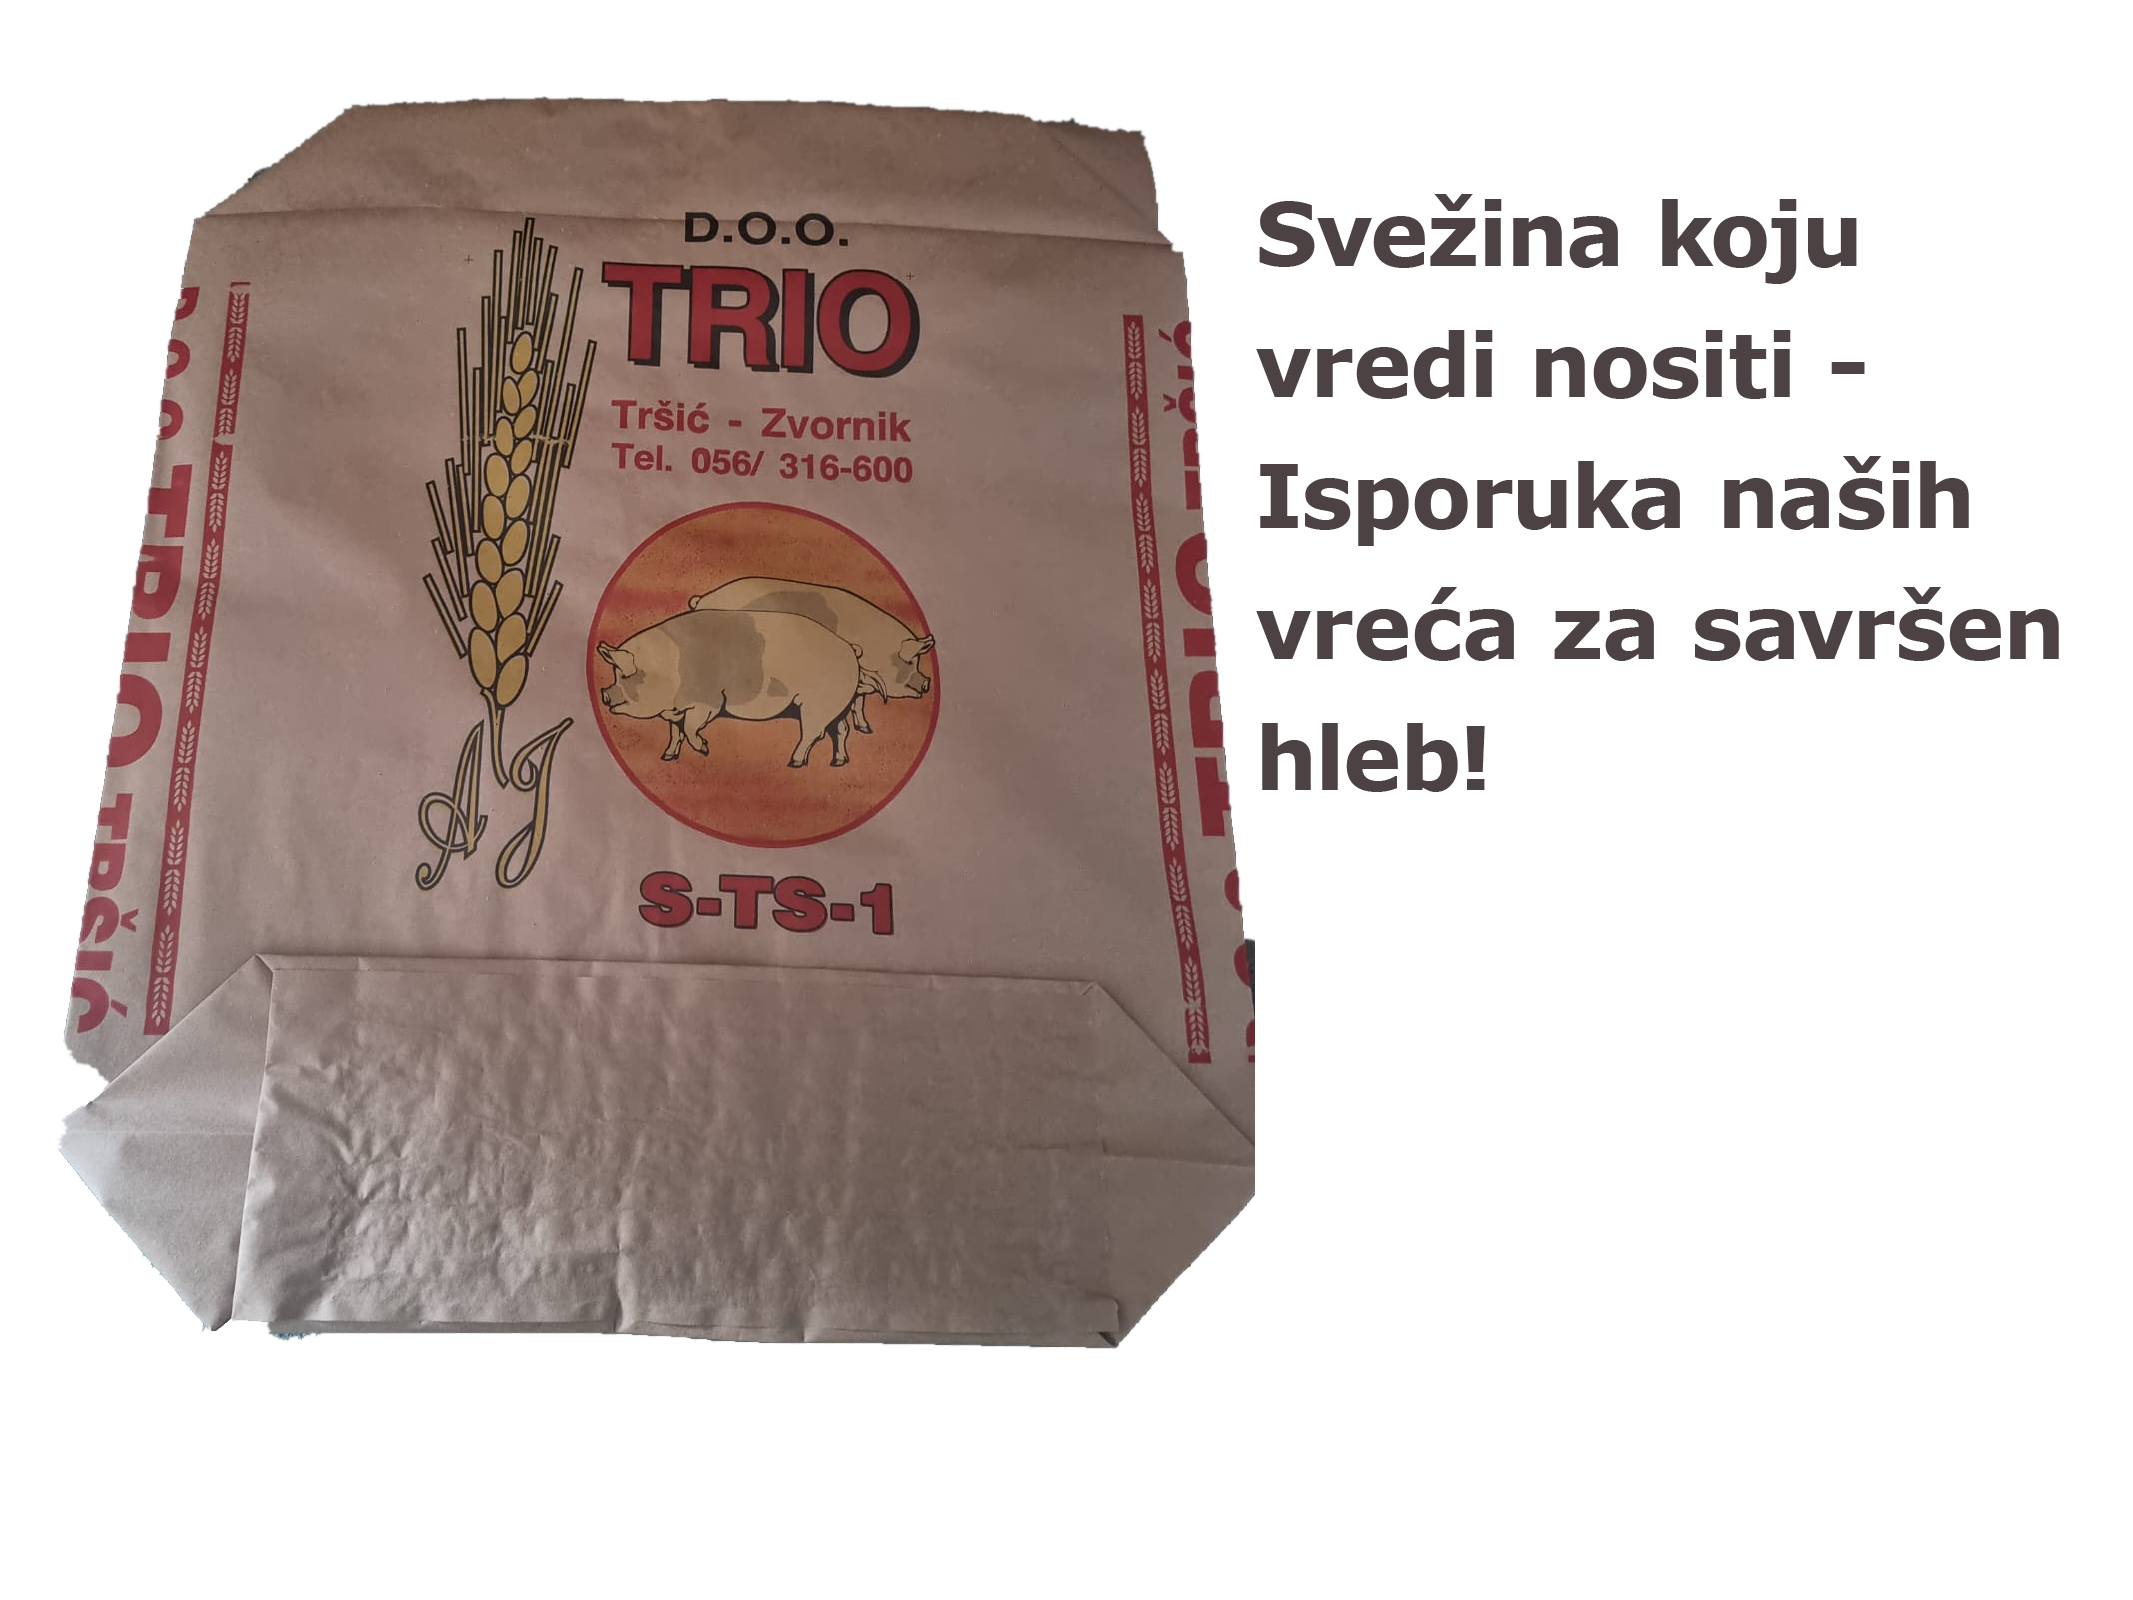 D.O.O.
TRIO
Tršić - Zvornik
Tel. 056/ 316-600
A J
S-TS-1
D.O.O. TRIO TRŠIĆ
D.O.O. TRIO TRŠIĆ
Svežina koju
vredi nositi -
Isporuka naših
vreća za savršen
hleb!